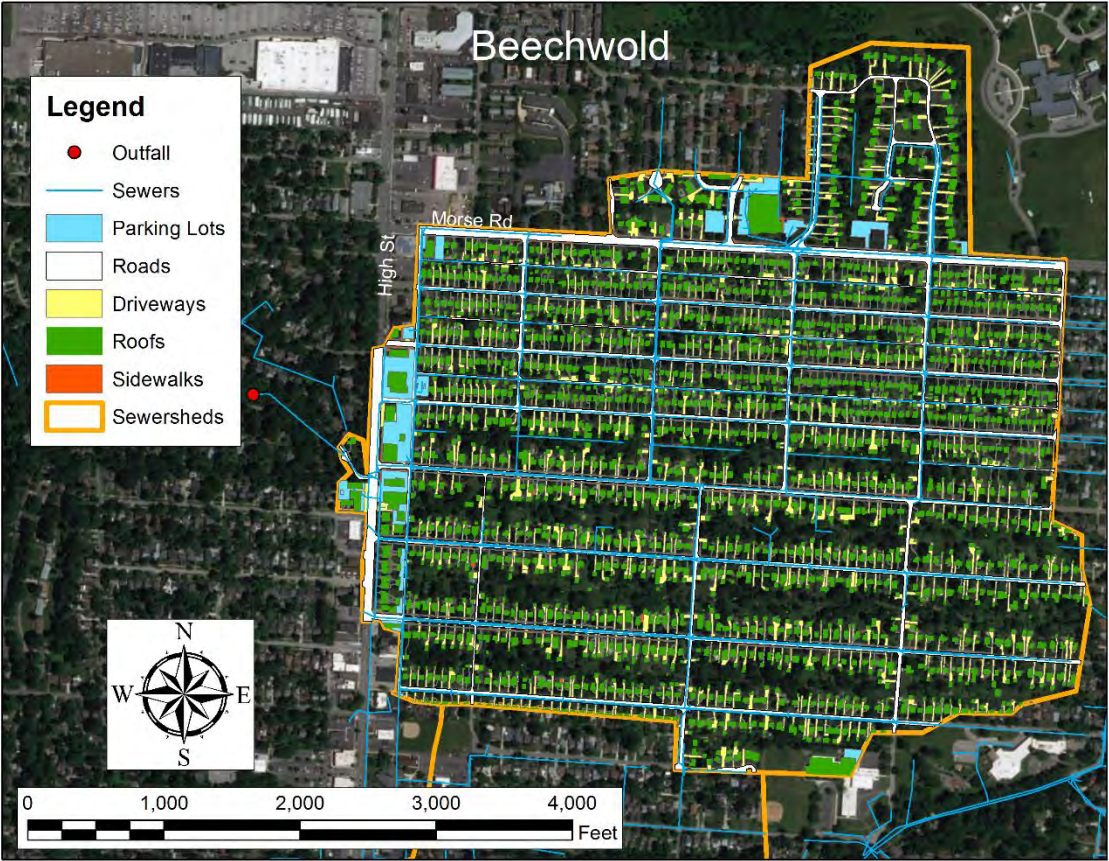 Beechwold
Legend
Outfall
Sewers
Parking Lots
Roads
Driveways
Roofs
Sidewalks
Sewersheds
Morse Rd
High St.
N
W E
S
0 1,000 2,000 3,000 4,000
Feet